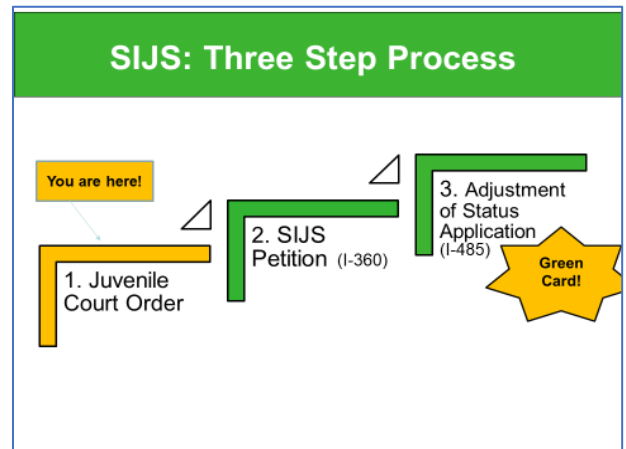 SIJS: Three Step Process
You are here!
1. Juvenile
Court Order
2. SIJS
Petition (I-360)
3. Adjustment
of Status
Application
(I-485)
Green
Card!